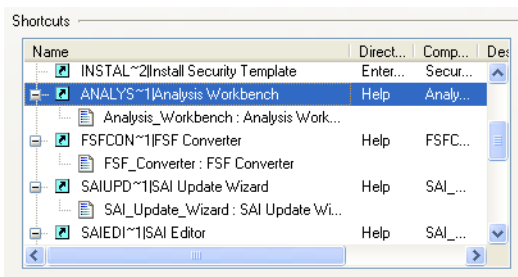 Shortcuts
Name Direct... Comp... Des
INSTAL~2|Install Security Template Enter... Secur...
ANALYS~1|Analysis Workbench Help Analy...
Analysis_Workbench : Analysis Work...
FSFCON~1|FSF Converter Help FSFC...
FSF_Converter : FSF Converter
SAIUPD~1|SAI Update Wizard Help SAI_...
SAI_Update_Wizard : SAI Update Wi...
SAIEDI~1|SAI Editor Help SAI_...